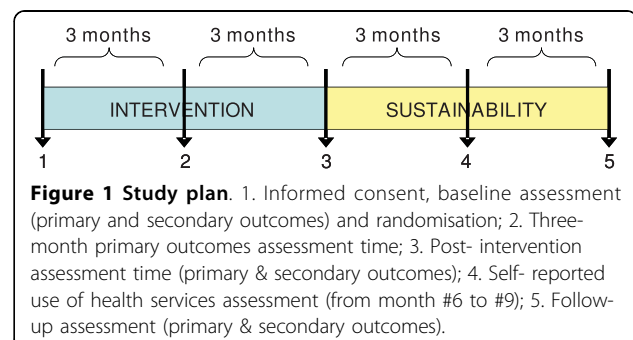 3 months 3 months 3 months 3 months
INTERVENTION SUSTAINABILITY
1 2 3 4 5
Figure 1 Study plan. 1. Informed consent, baseline assessment
(primary and secondary outcomes) and randomisation; 2. Three-
month primary outcomes assessment time; 3. Post- intervention
assessment time (primary & secondary outcomes); 4. Self- reported
use of health services assessment (from month #6 to #9); 5. Follow-
up assessment (primary & secondary outcomes).